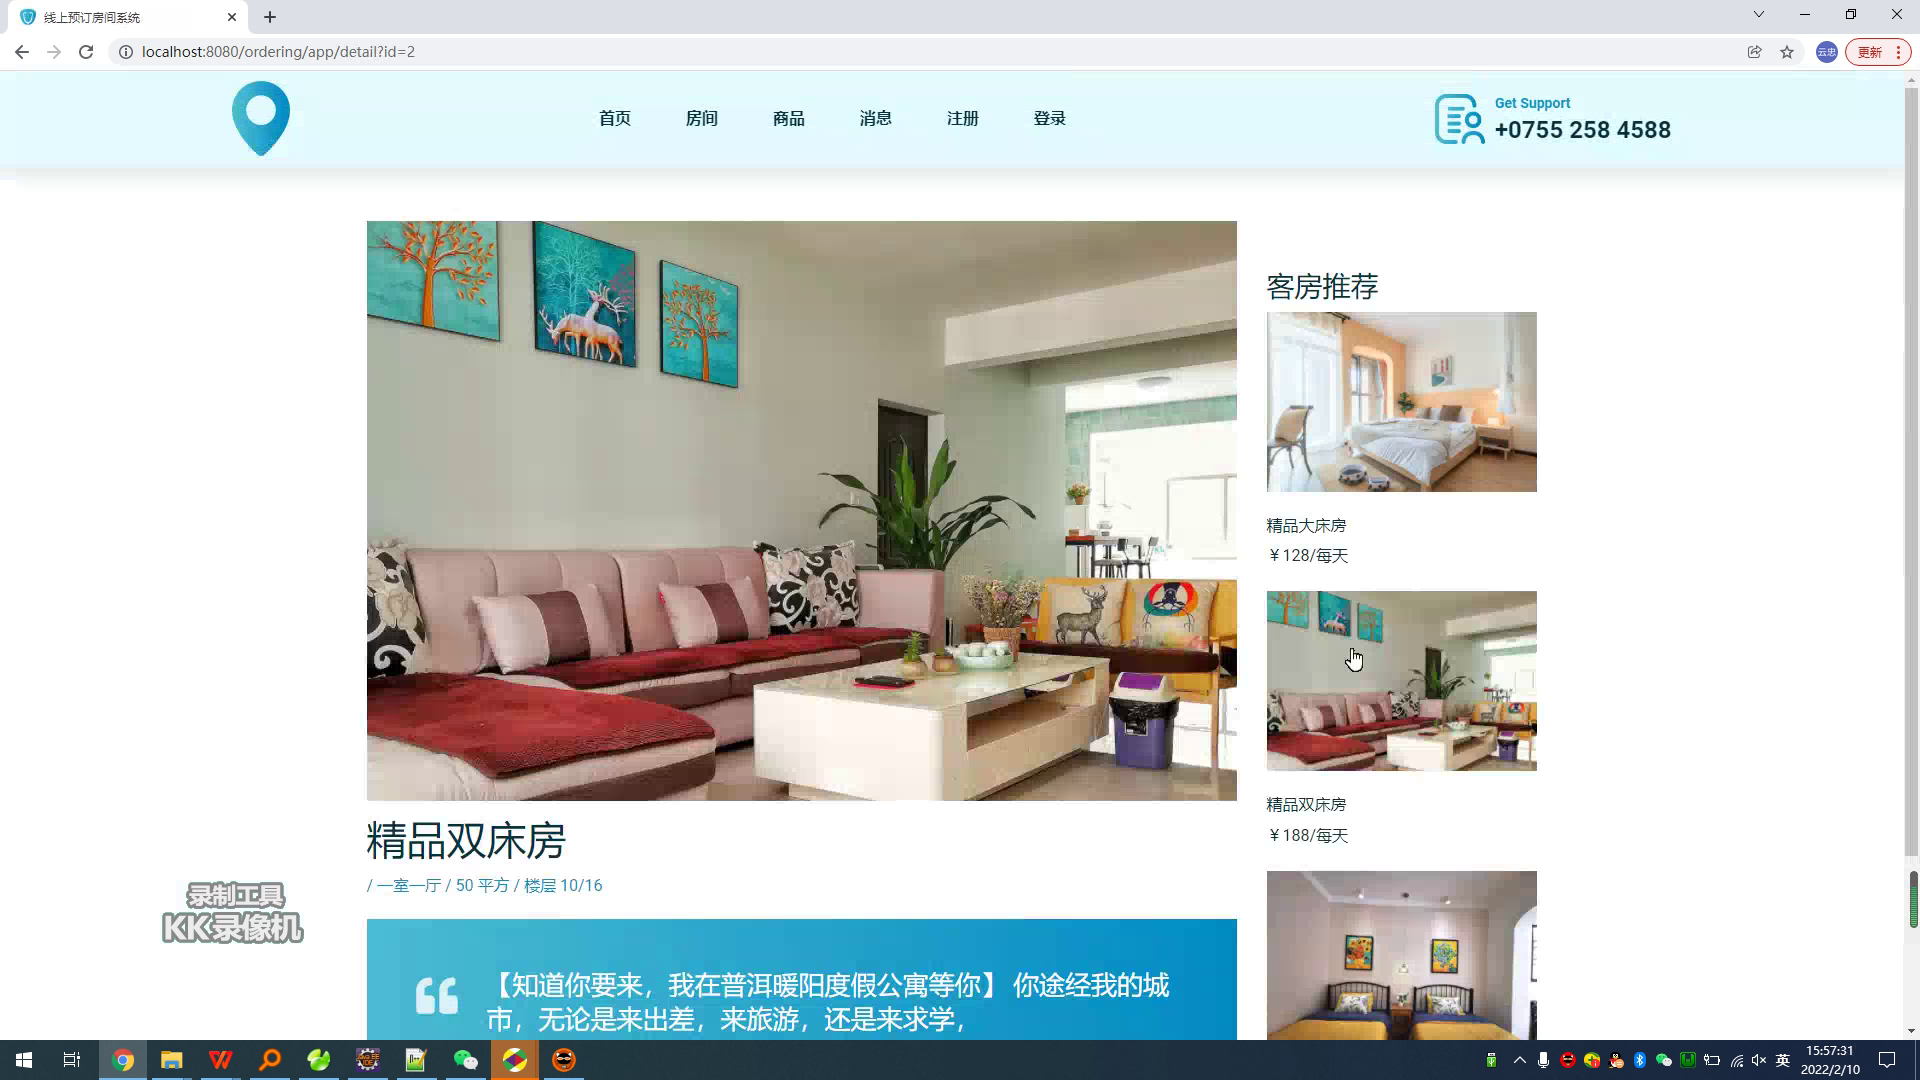 线上预订房间系统
localhost:8080/ordering/app/detail?id=2
云忠
更新
首页
房间
商品
消息
注册
登录
Get Support
+0755 258 4588
客房推荐
精品大床房
￥128/每天
精品双床房
￥188/每天
精品双床房
/ 一室一厅 / 50 平方 / 楼层 10/16
【知道你要来，我在普洱暖阳度假公寓等你】 你途经我的城
市，无论是来出差，来旅游，还是来求学，
录制工具
KK录像机
英
15:57:31
2022/2/10